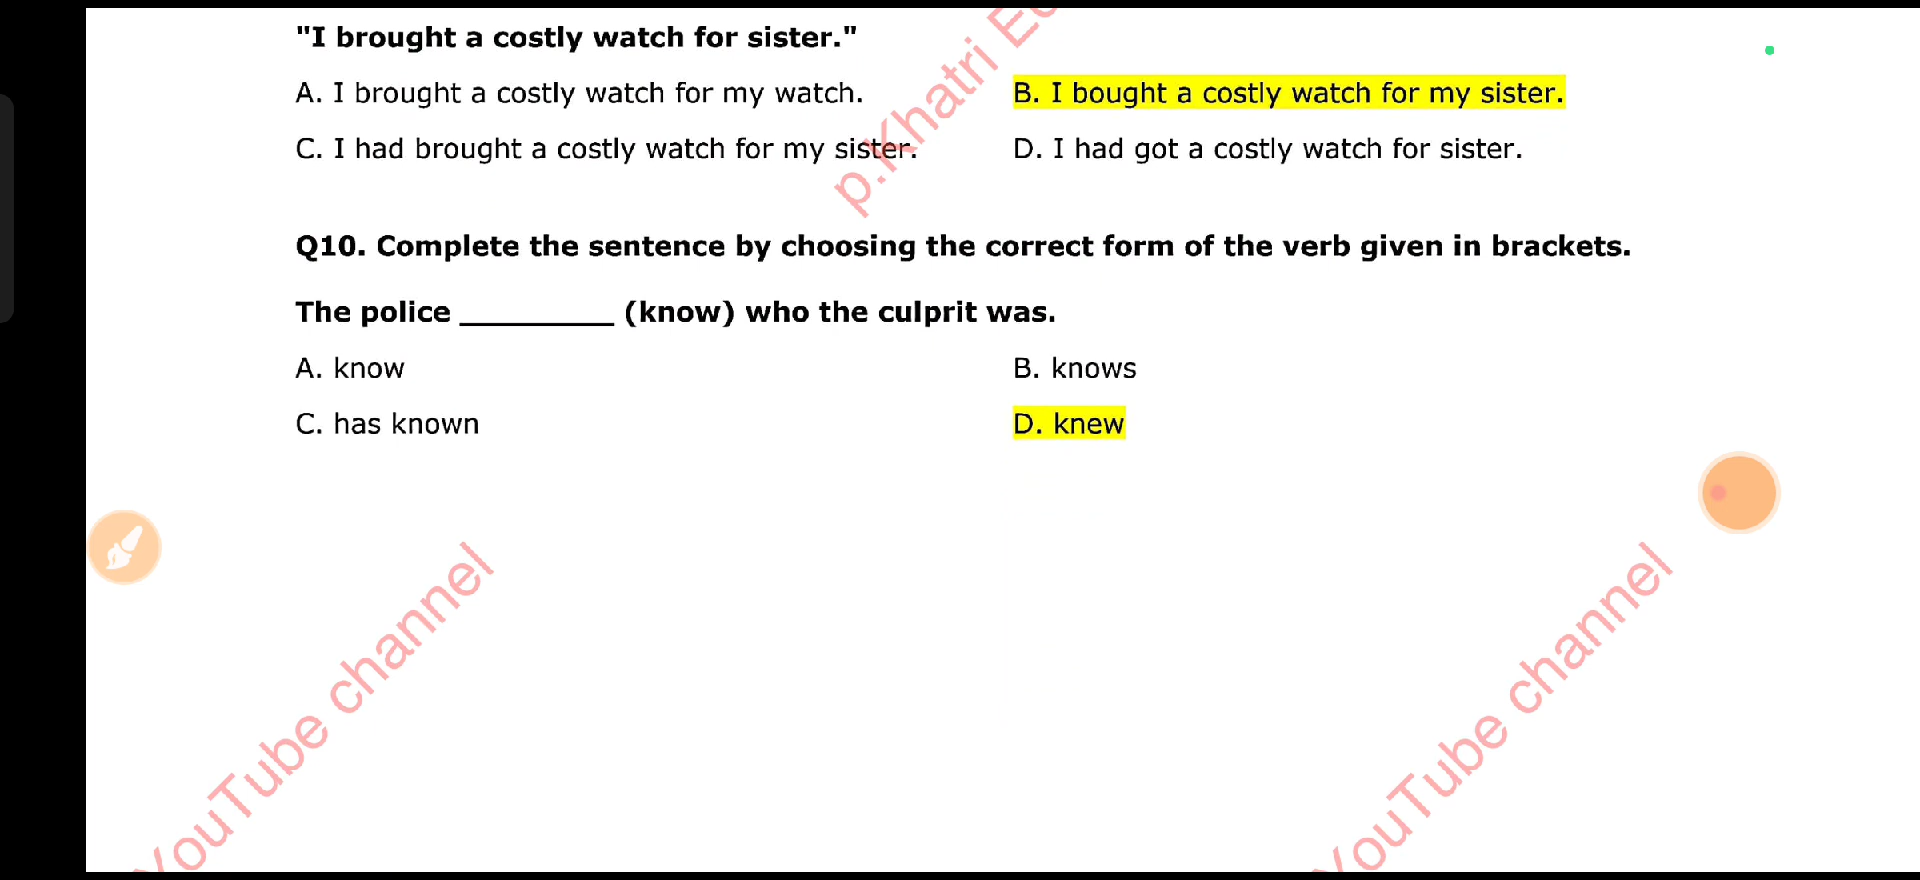 "I brought a costly watch for sister."
A. I brought a costly watch for my watch.
B. I bought a costly watch for my sister.
C. I had brought a costly watch for my sister.
D. I had got a costly watch for sister.
p.Khatri
Q10. Complete the sentence by choosing the correct form of the verb given in brackets.
The police __________ (know) who the culprit was.
A. know
B. knows
C. has known
D. knew
YouTube channel
YouTube channel